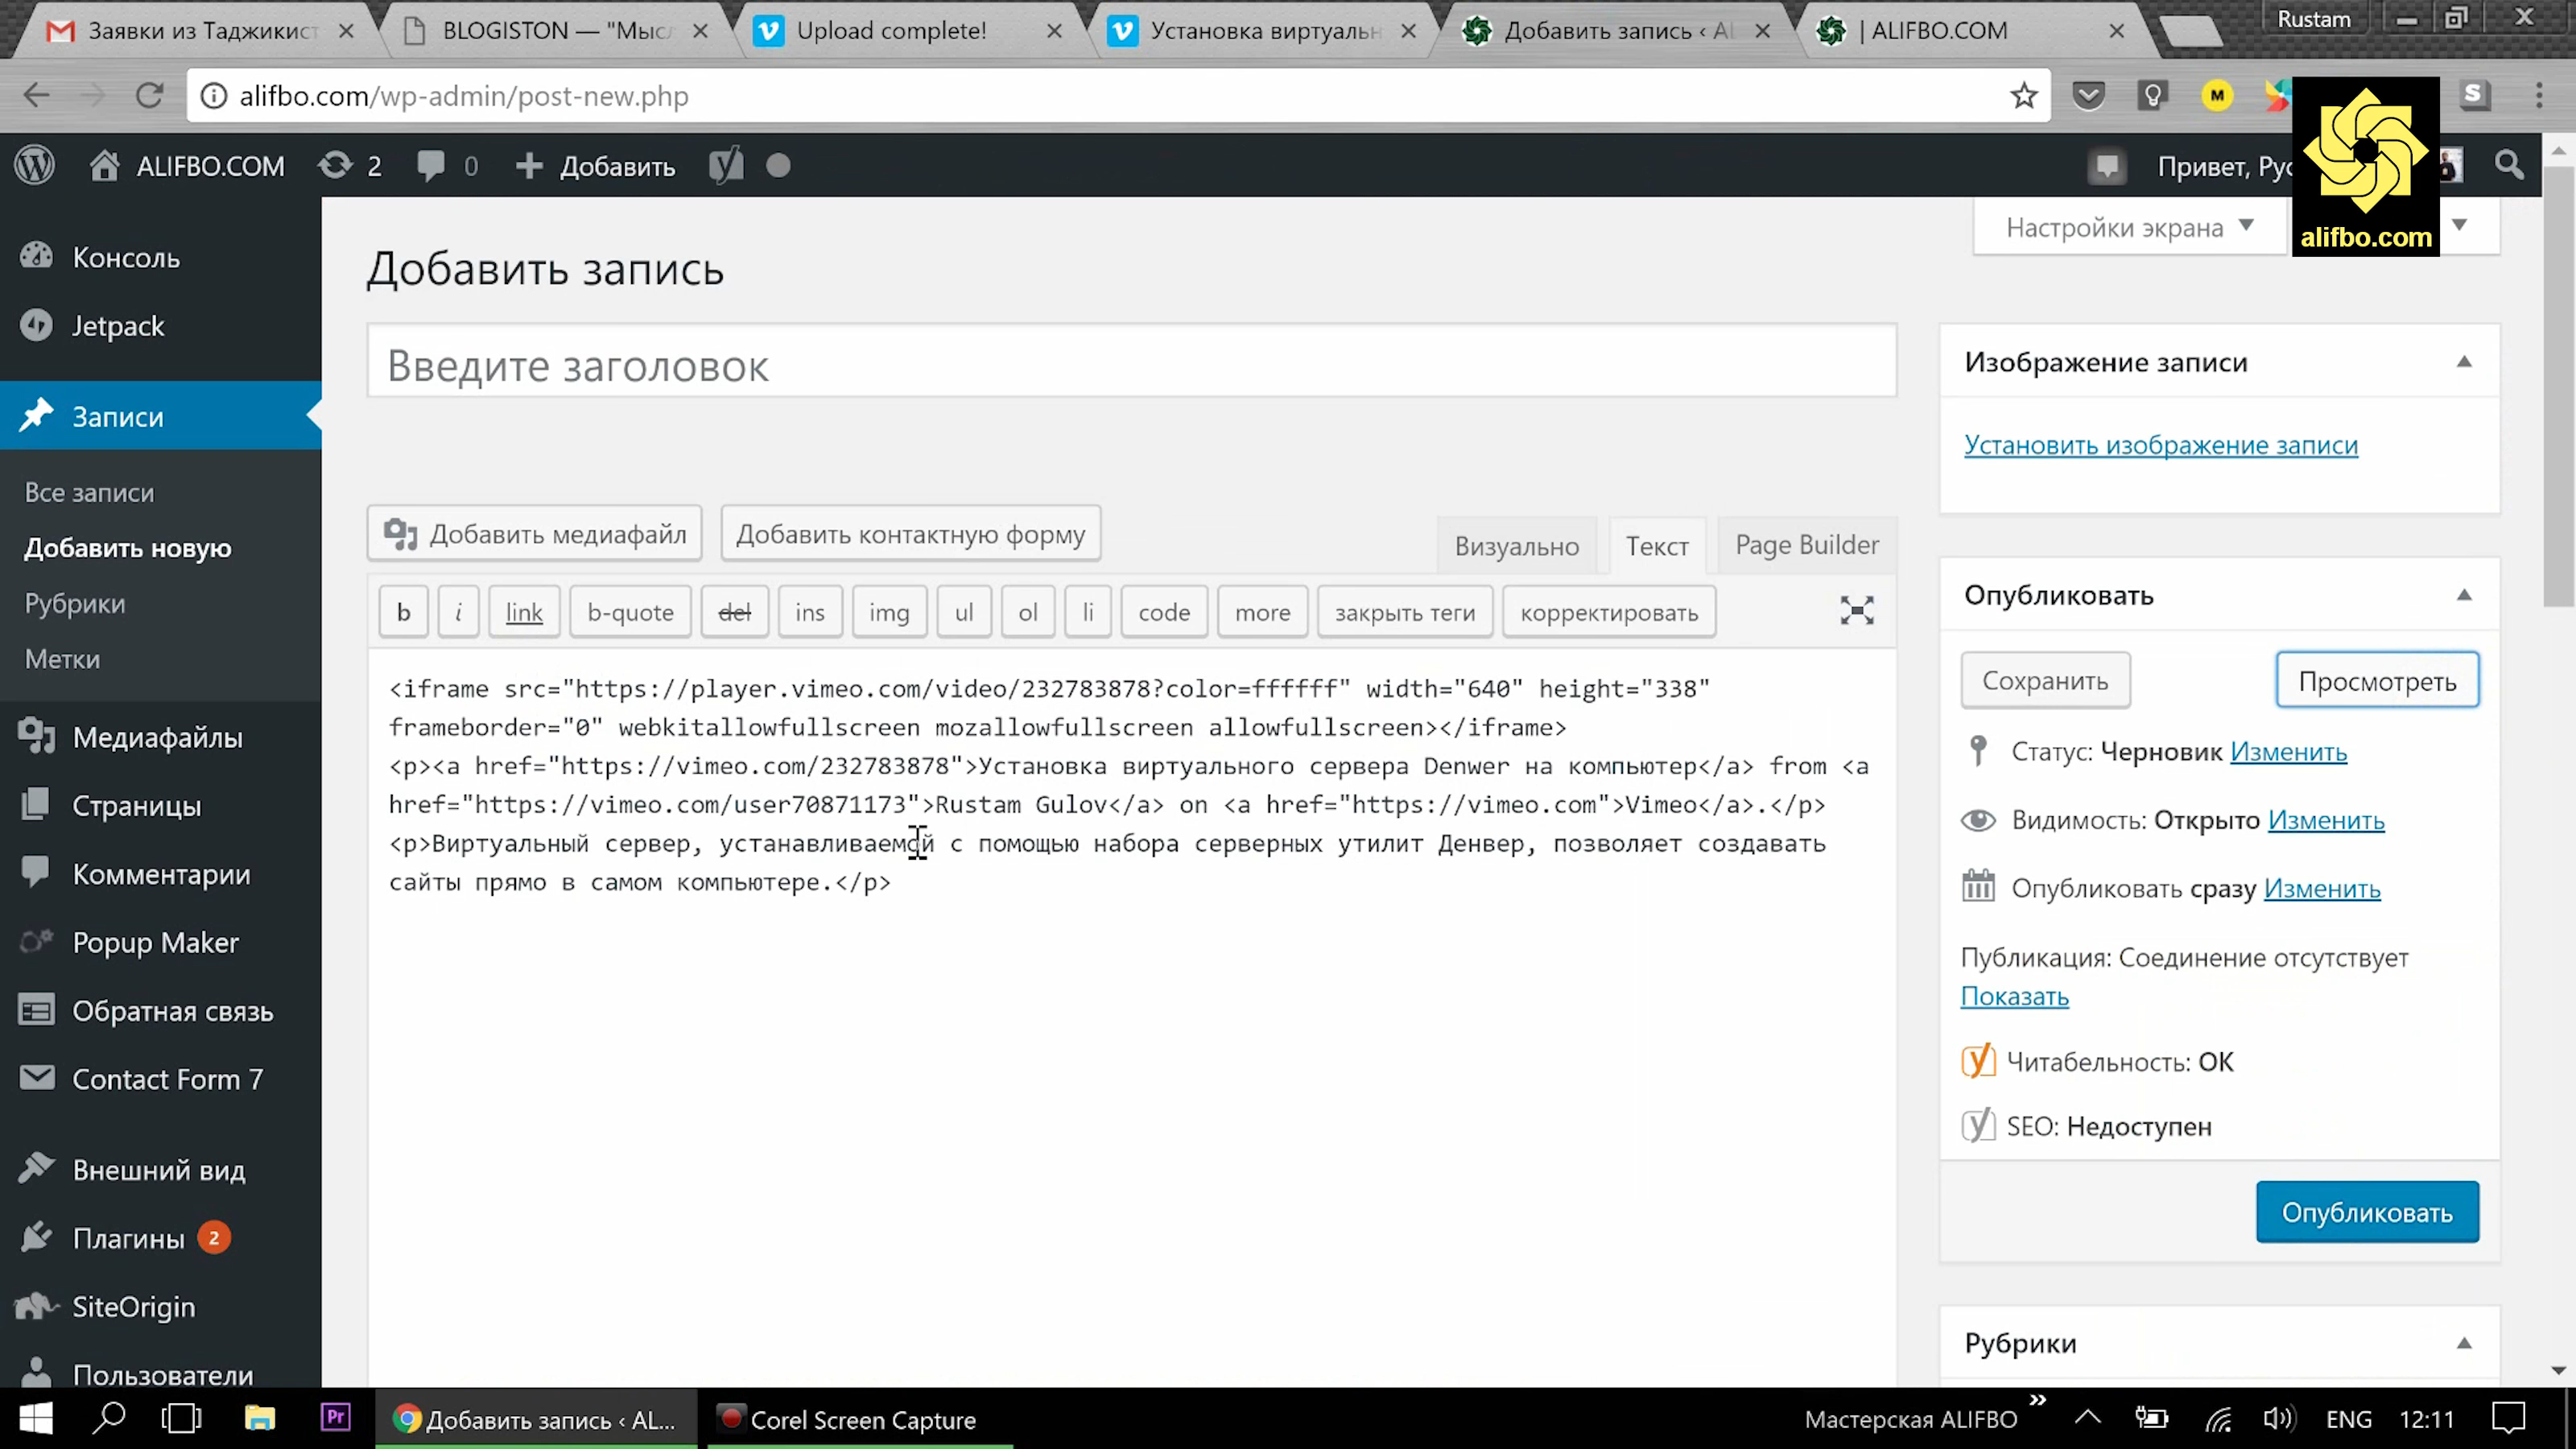 Заявки из Таджикист
BLOGISTON — "Мысл
Upload complete!
Установка виртуальн
Добавить запись ‹ AL
| ALIFBO.COM
Rustam
alifbo.com/wp-admin/post-new.php
M
S
ALIFBO.COM
2
0
Добавить
Привет, Рус
alifbo.com
Настройки экрана
Консоль
Jetpack
Записи
Все записи
Добавить новую
Рубрики
Метки
Медиафайлы
Страницы
Комментарии
Popup Maker
Обратная связь
Contact Form 7
Внешний вид
Плагины 2
SiteOrigin
Пользователи
Добавить запись
Введите заголовок
Добавить медиафайл
Добавить контактную форму
Визуально
Текст
Page Builder
b
i
link
b-quote
del
ins
img
ul
ol
li
code
more
закрыть теги
корректировать
<iframe src="https://player.vimeo.com/video/232783878?color=ffffff" width="640" height="338"
frameborder="0" webkitallowfullscreen mozallowfullscreen allowfullscreen></iframe>
<p><a href="https://vimeo.com/232783878">Установка виртуального сервера Denwer на компьютер</a> from <a
href="https://vimeo.com/user70871173">Rustam Gulov</a> on <a href="https://vimeo.com">Vimeo</a>.</p>
<p>Виртуальный сервер, устанавливаемой с помощью набора серверных утилит Денвер, позволяет создавать
сайты прямо в самом компьютере.</p>
Изображение записи
Установить изображение записи
Опубликовать
Сохранить
Просмотреть
Статус: Черновик Изменить
Видимость: Открыто Изменить
Опубликовать сразу Изменить
Публикация: Соединение отсутствует
Показать
Читабельность: OK
SEO: Недоступен
Опубликовать
Рубрики
Pr
Добавить запись ‹ AL...
Corel Screen Capture
Мастерская ALIFBO
ENG
12:11